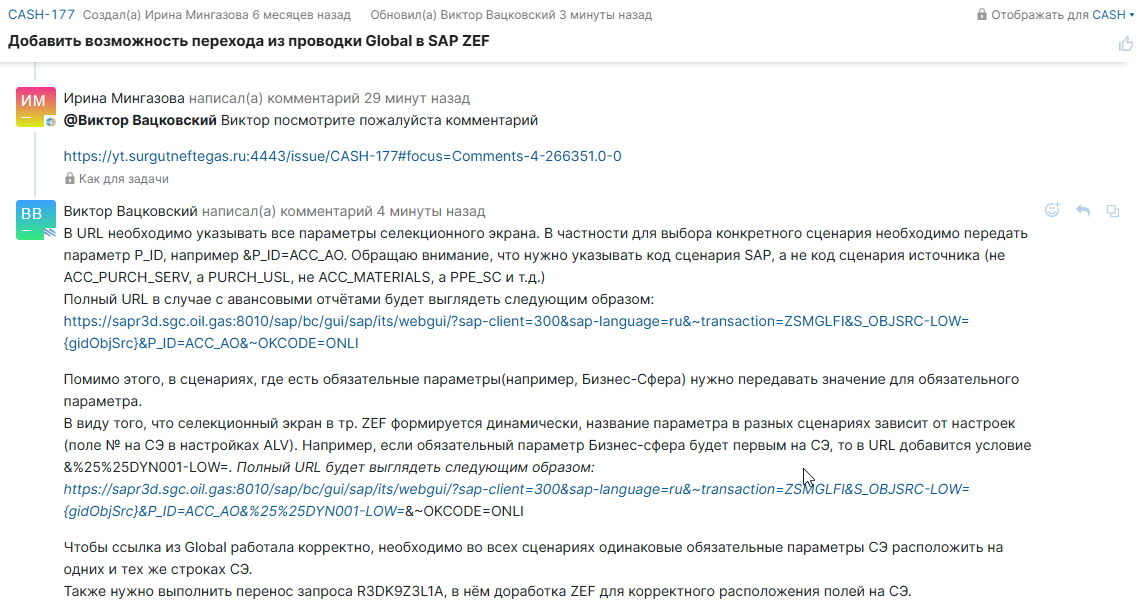 CASH-177 Создал(а) Ирина Мингазова 6 месяцев назад Обновил(а) Виктор Вацковский 3 минуты назад Отображать для CASH
Добавить возможность перехода из проводки Global в SAP ZEF
ИМ
Ирина Мингазова написал(а) комментарий 29 минут назад
@Виктор Вацковский Виктор посмотрите пожалуйста комментарий
https://yt.surgutneftegas.ru:4443/issue/CASH-177#focus=Comments-4-266351.0-0
Как для задачи
ВВ
Виктор Вацковский написал(а) комментарий 4 минуты назад
В URL необходимо указывать все параметры селекционного экрана. В частности для выбора конкретного сценария необходимо передать
параметр P_ID, например &P_ID=ACC_AO. Обращаю внимание, что нужно указывать код сценария SAP, а не код сценария источника (не
ACC_PURCH_SERV, а PURCH_USL, не ACC_MATERIALS, а PPE_SC и т.д.)
Полный URL в случае с авансовыми отчётами будет выглядеть следующим образом:
https://sapr3d.sgc.oil.gas:8010/sap/bc/gui/sap/its/webgui/?sap-client=300&sap-language=ru&~transaction=ZSMGLFI&S_OBJSRC-LOW=
{gidObjSrc}&P_ID=ACC_AO&~OKCODE=ONLI
Помимо этого, в сценариях, где есть обязательные параметры(например, Бизнес-Сфера) нужно передавать значение для обязательного
параметра.
В виду того, что селекционный экран в тр. ZEF формируется динамически, название параметра в разных сценариях зависит от настроек
(поле № на СЭ в настройках ALV). Например, если обязательный параметр Бизнес-сфера будет первым на СЭ, то в URL добавится условие
&%25%25DYN001-LOW=. Полный URL будет выглядеть следующим образом:
https://sapr3d.sgc.oil.gas:8010/sap/bc/gui/sap/its/webgui/?sap-client=300&sap-language=ru&~transaction=ZSMGLFI&S_OBJSRC-LOW=
{gidObjSrc}&P_ID=ACC_AO&%25%25DYN001-LOW=&~OKCODE=ONLI
Чтобы ссылка из Global работала корректно, необходимо во всех сценариях одинаковые обязательные параметры СЭ расположить на
одних и тех же строках СЭ.
Также нужно выполнить перенос запроса R3DK9Z3L1A, в нём доработка ZEF для корректного расположения полей на СЭ.